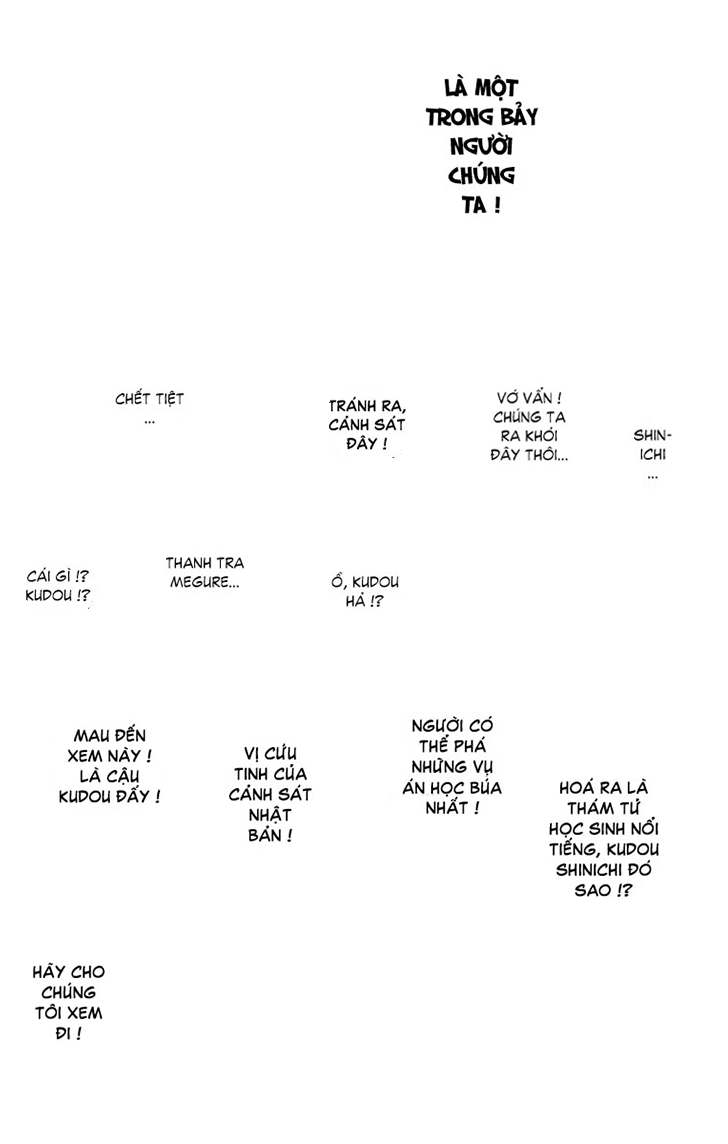 LÀ MỘT
TRONG BẢY
NGƯỜI
CHÚNG
TA !
CHẾT TIỆT
...
TRÁNH RA,
CẢNH SÁT
ĐÂY !
VỚ VẨN !
CHÚNG TA
RA KHỎI
ĐÂY THÔI...
SHIN-
ICHI
...
CÁI GÌ !?
KUDOU !?
THANH TRA
MEGURE...
Ồ, KUDOU
HẢ !?
MAU ĐẾN
XEM NÀY !
LÀ CẬU
KUDOU ĐẤY !
VỊ CỨU
TINH CỦA
CẢNH SÁT
NHẬT
BẢN !
NGƯỜI CÓ
THỂ PHÁ
NHỮNG VỤ
ÁN HỌC BÚA
NHẤT !
HOÁ RA LÀ
THÁM TỬ
HỌC SINH NỔI
TIẾNG, KUDOU
SHINICHI ĐÓ
SAO !?
HÃY CHO
CHÚNG
TÔI XEM
ĐI !